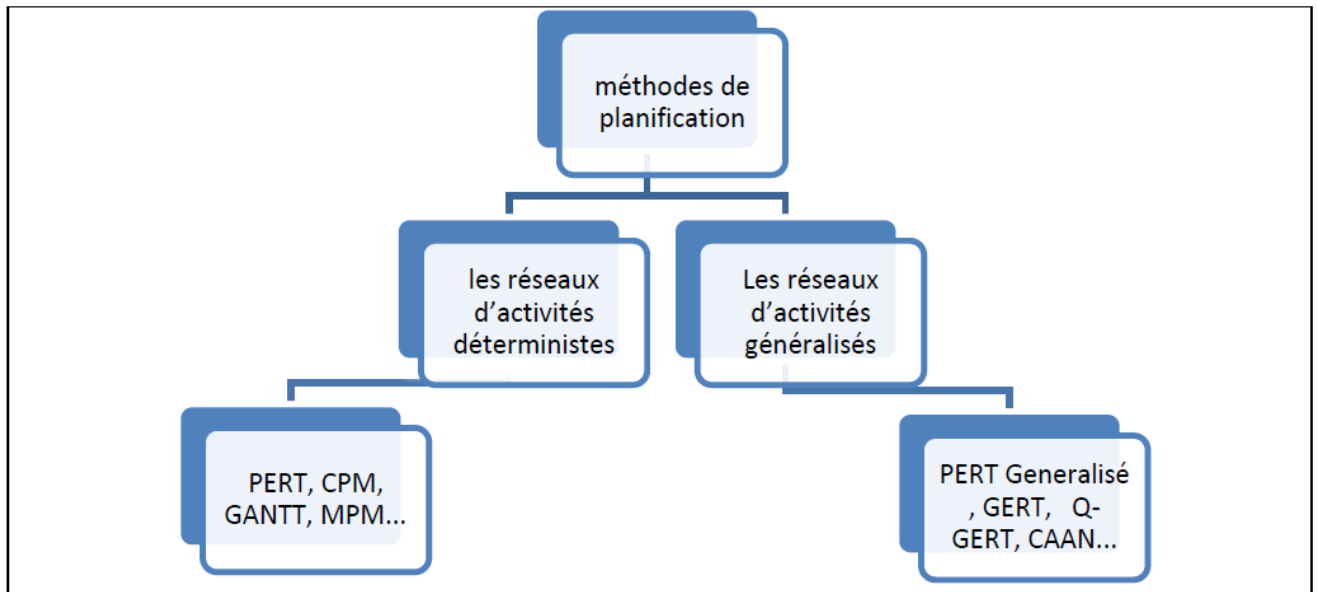 méthodes de
planification
les réseaux
d’activités
déterministes
Les réseaux
d’activités
généralisés
PERT, CPM,
GANTT, MPM...
PERT Generalisé
, GERT, Q-
GERT, CAAN...